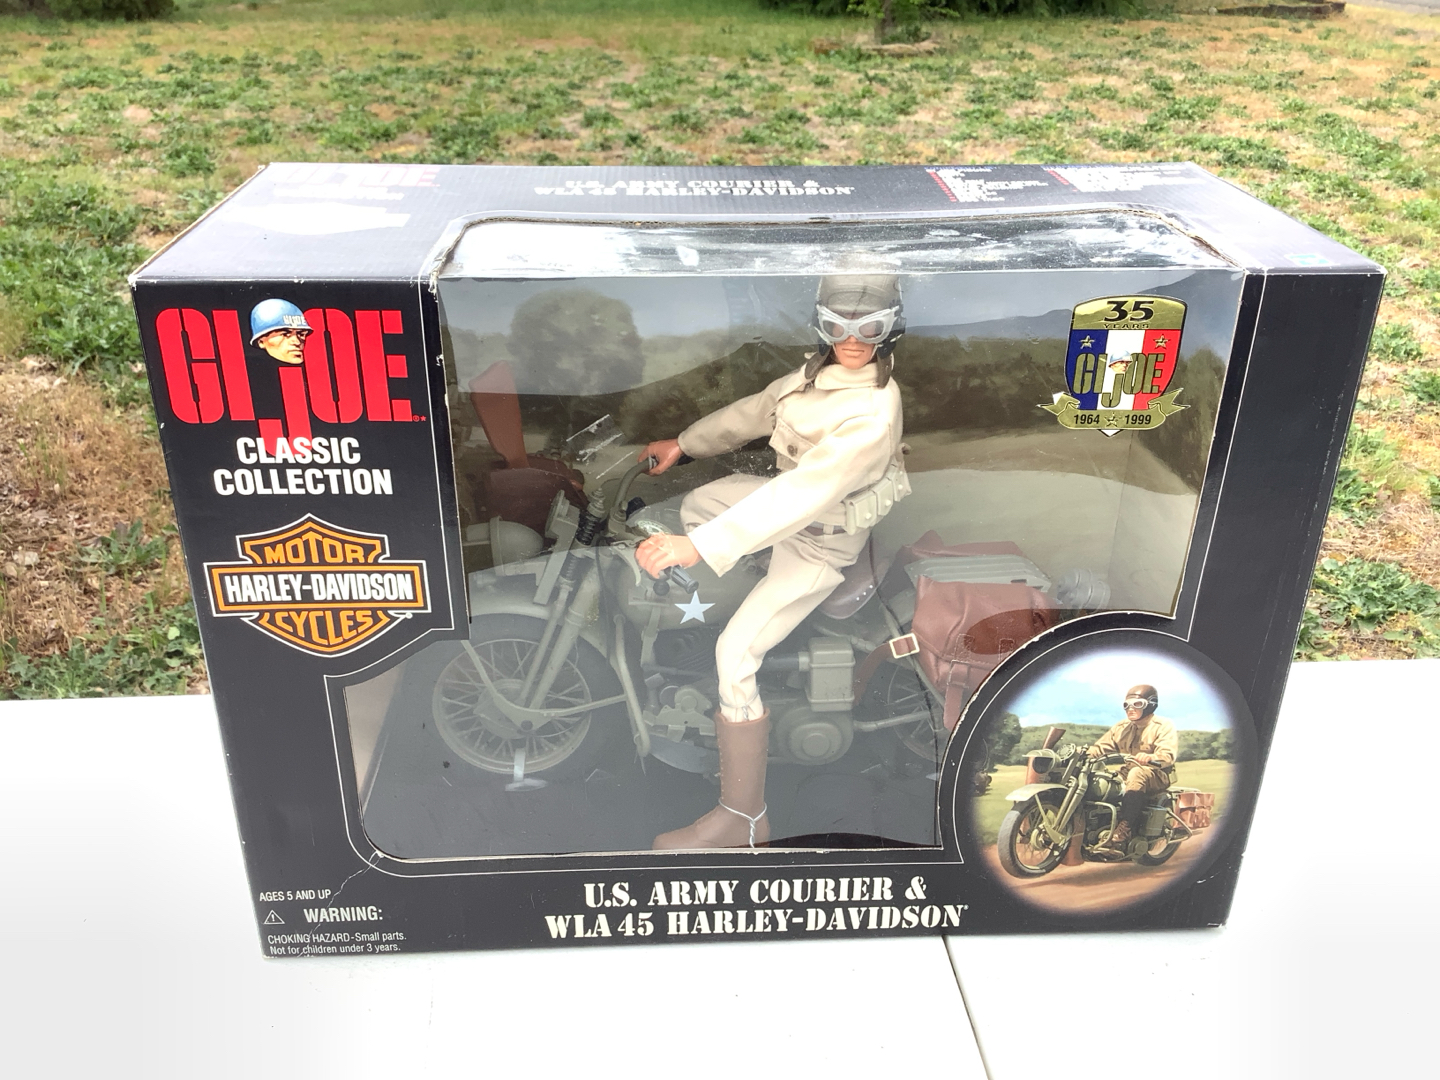 U.S. ARMY COURIER &
WLA 45 HARLEY-DAVIDSON
GI JOE
CLASSIC
COLLECTION
MOTOR
HARLEY-DAVIDSON
CYCLES
35
YEARS
GI JOE
1964 1999
AGES 5 AND UP
WARNING:
CHOKING HAZARD-Small parts.
Not for children under 3 years.
U.S. ARMY COURIER &
WLA 45 HARLEY-DAVIDSON